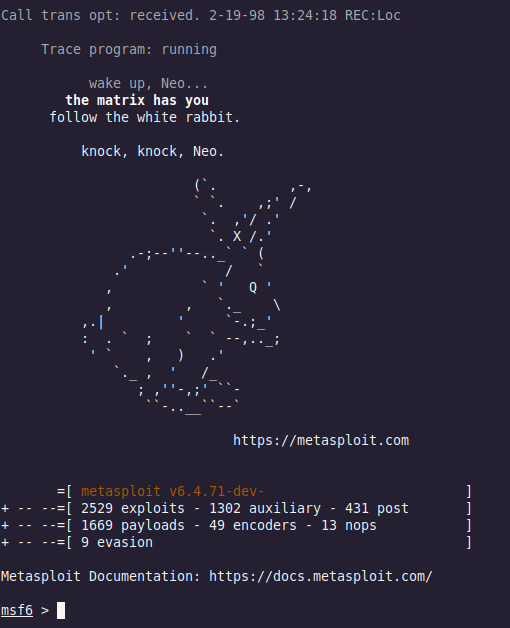 Call trans opt: received. 2-19-98 13:24:18 REC:Loc
Trace program: running
wake up, Neo...
the matrix has you
follow the white rabbit.
knock, knock, Neo.
https://metasploit.com
=[ metasploit v6.4.71-dev- ]
+ -- --=[ 2529 exploits - 1302 auxiliary - 431 post ]
+ -- --=[ 1669 payloads - 49 encoders - 13 nops ]
+ -- --=[ 9 evasion ]
Metasploit Documentation: https://docs.metasploit.com/
msf6 >